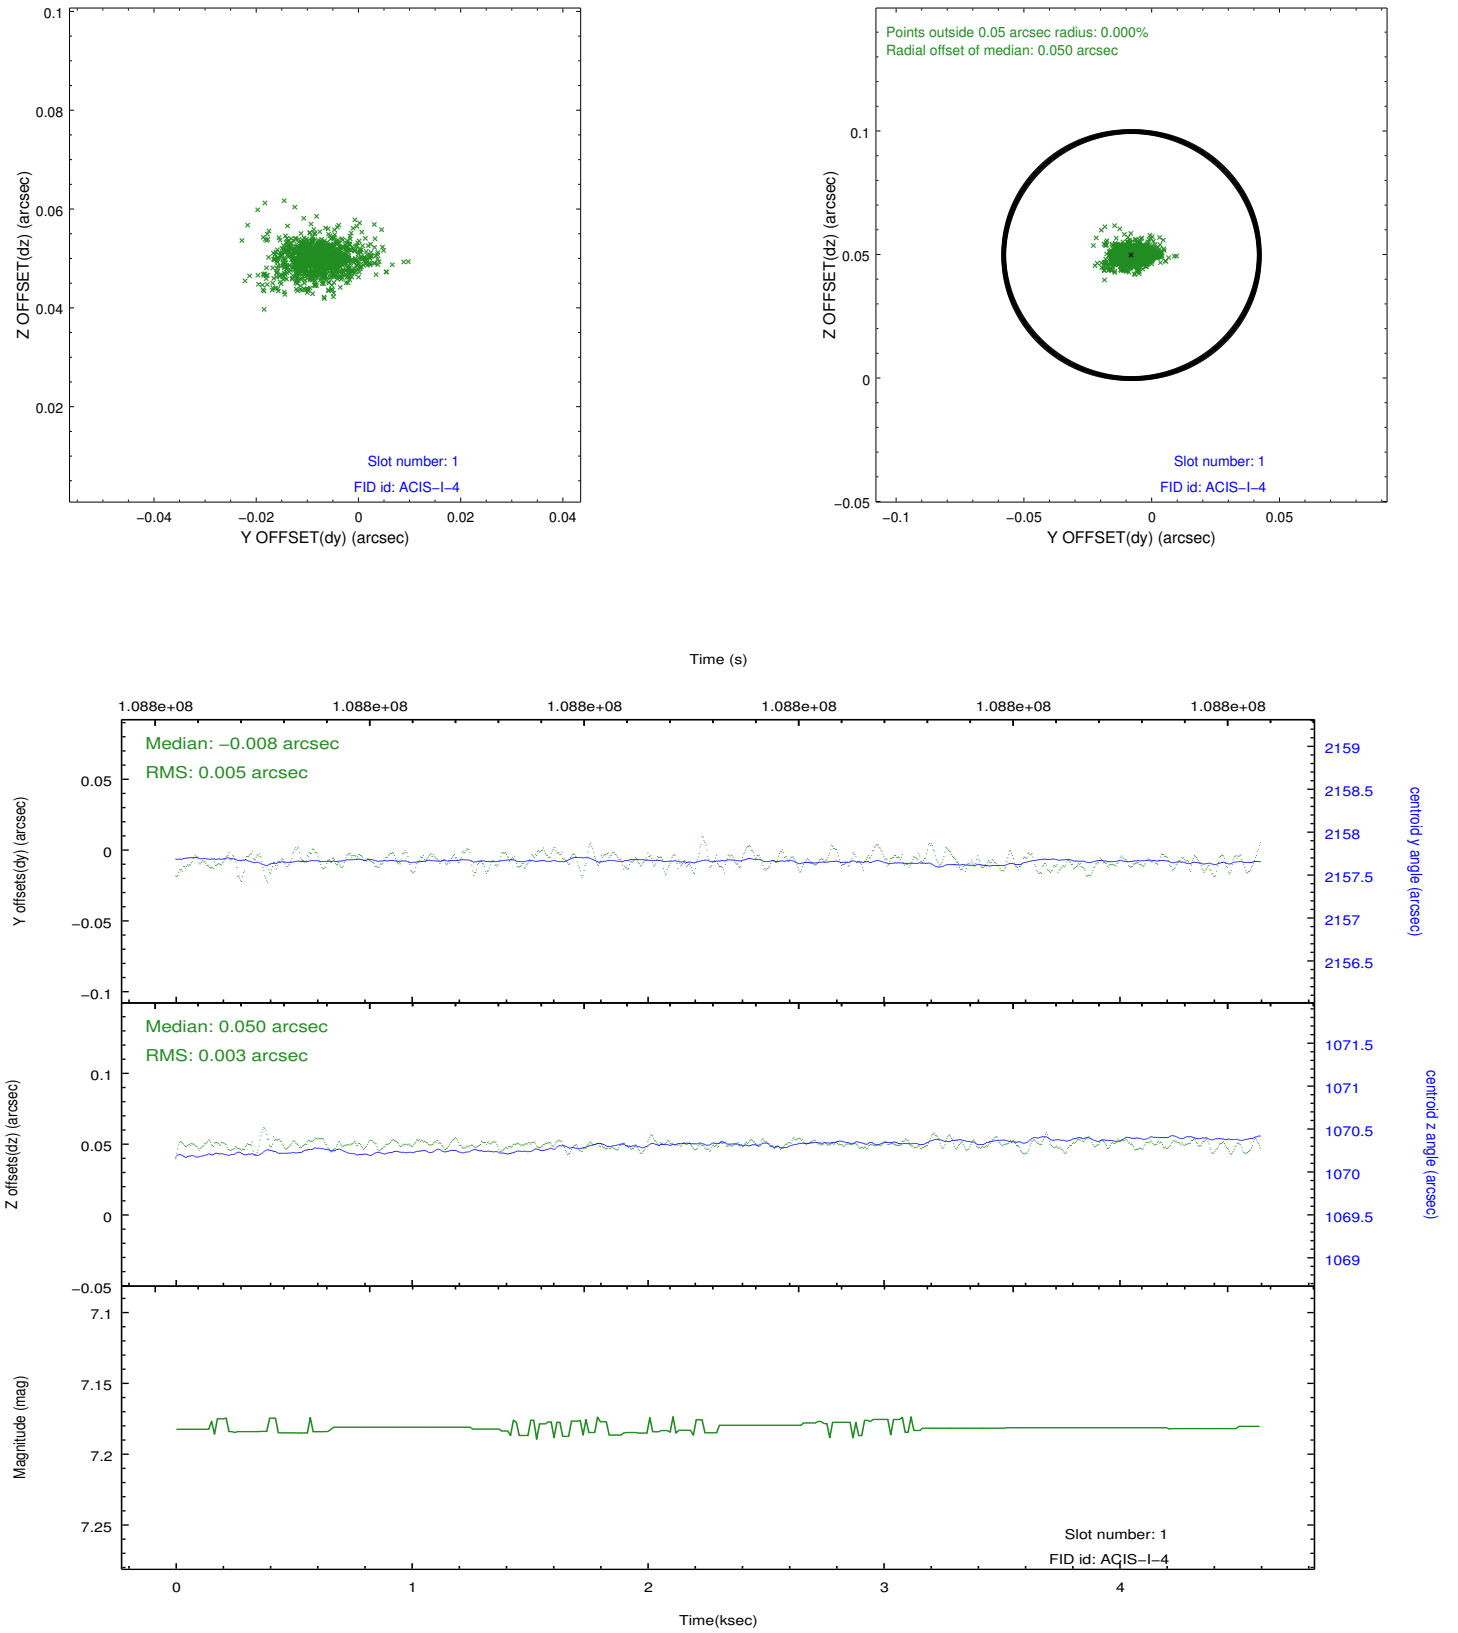 0.1
0.08
0.06
0.04
0.02
Z OFFSET(dz) (arcsec)
−0.04 −0.02 0 0.02 0.04
Y OFFSET(dy) (arcsec)
Slot number: 1
FID id: ACIS−I−4
Points outside 0.05 arcsec radius: 0.000%
Radial offset of median: 0.050 arcsec
0.1
0.05
0
−0.05
Z OFFSET(dz) (arcsec)
−0.1 −0.05 0 0.05
Y OFFSET(dy) (arcsec)
Slot number: 1
FID id: ACIS−I−4
Time (s)
1.088e+08 1.088e+08 1.088e+08 1.088e+08 1.088e+08 1.088e+08
Median: −0.008 arcsec
RMS: 0.005 arcsec
0.05
0
−0.05
−0.1
Y offsets(dy) (arcsec)
2159
2158.5
2158
2157.5
2157
2156.5
centroid y angle (arcsec)
Median: 0.050 arcsec
RMS: 0.003 arcsec
0.1
0.05
0
−0.05
Z offsets(dz) (arcsec)
1071.5
1071
1070.5
1070
1069.5
1069
centroid z angle (arcsec)
7.1
7.15
7.2
7.25
Magnitude (mag)
Slot number: 1
FID id: ACIS−I−4
0 1 2 3 4
Time(ksec)